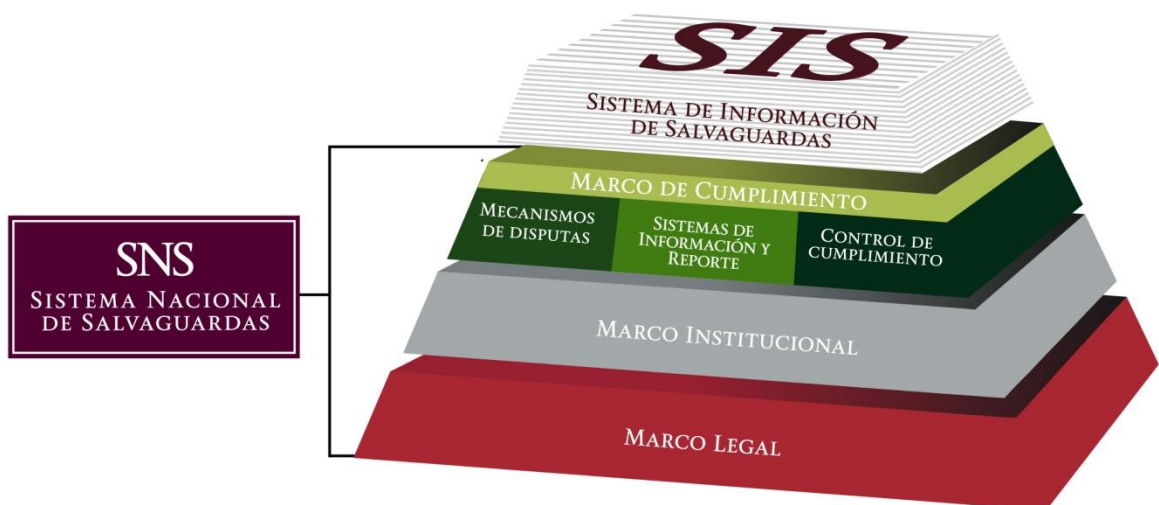 SIS
SISTEMA DE INFORMACIÓN
DE SALVAGUARDAS
MARCO DE CUMPLIMIENTO
MECANISMOS
DE DISPUTAS
SISTEMAS DE
INFORMACIÓN Y
REPORTE
CONTROL DE
CUMPLIMIENTO
SNS
SISTEMA NACIONAL
DE SALVAGUARDAS
MARCO INSTITUCIONAL
MARCO LEGAL